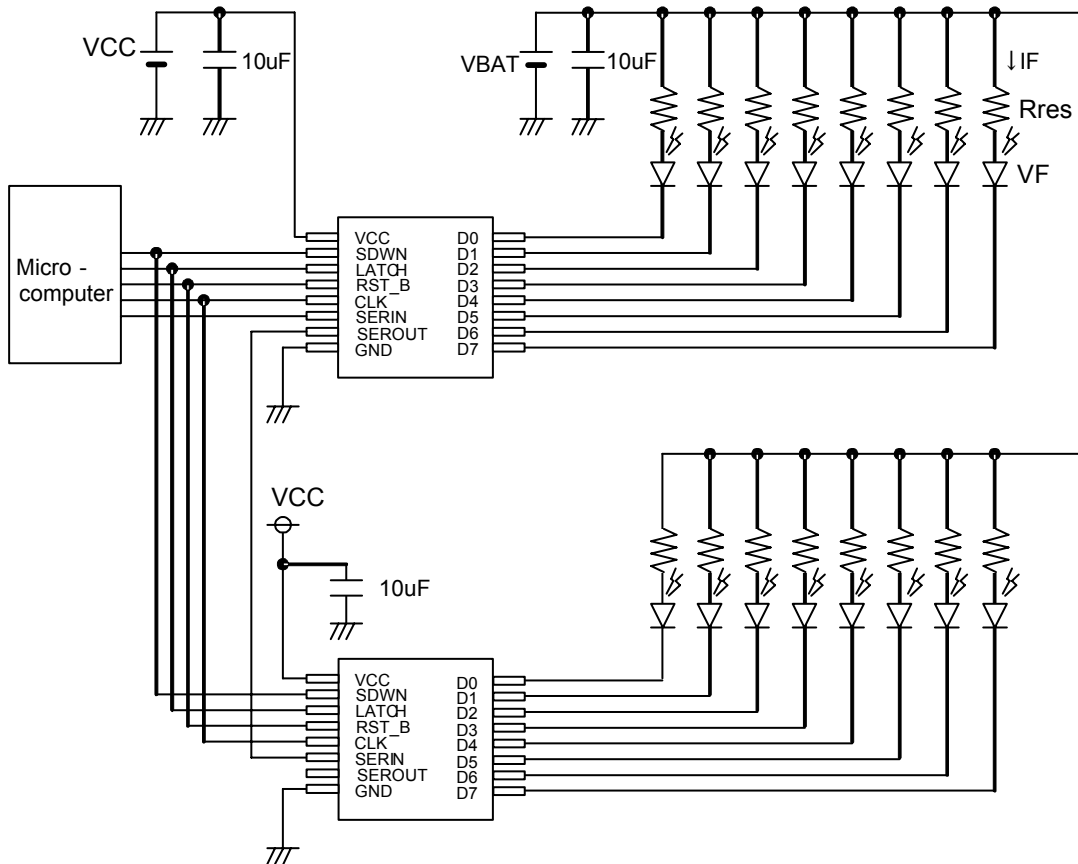 VCC
10uF
VBAT
10uF
↓IF
Rres
VF
Micro -
computer
VCC
SDWN
LATCH
RST_B
CLK
SERIN
SEROUT
GND
D0
D1
D2
D3
D4
D5
D6
D7
VCC
10uF
VCC
SDWN
LATCH
RST_B
CLK
SERIN
SEROUT
GND
D0
D1
D2
D3
D4
D5
D6
D7